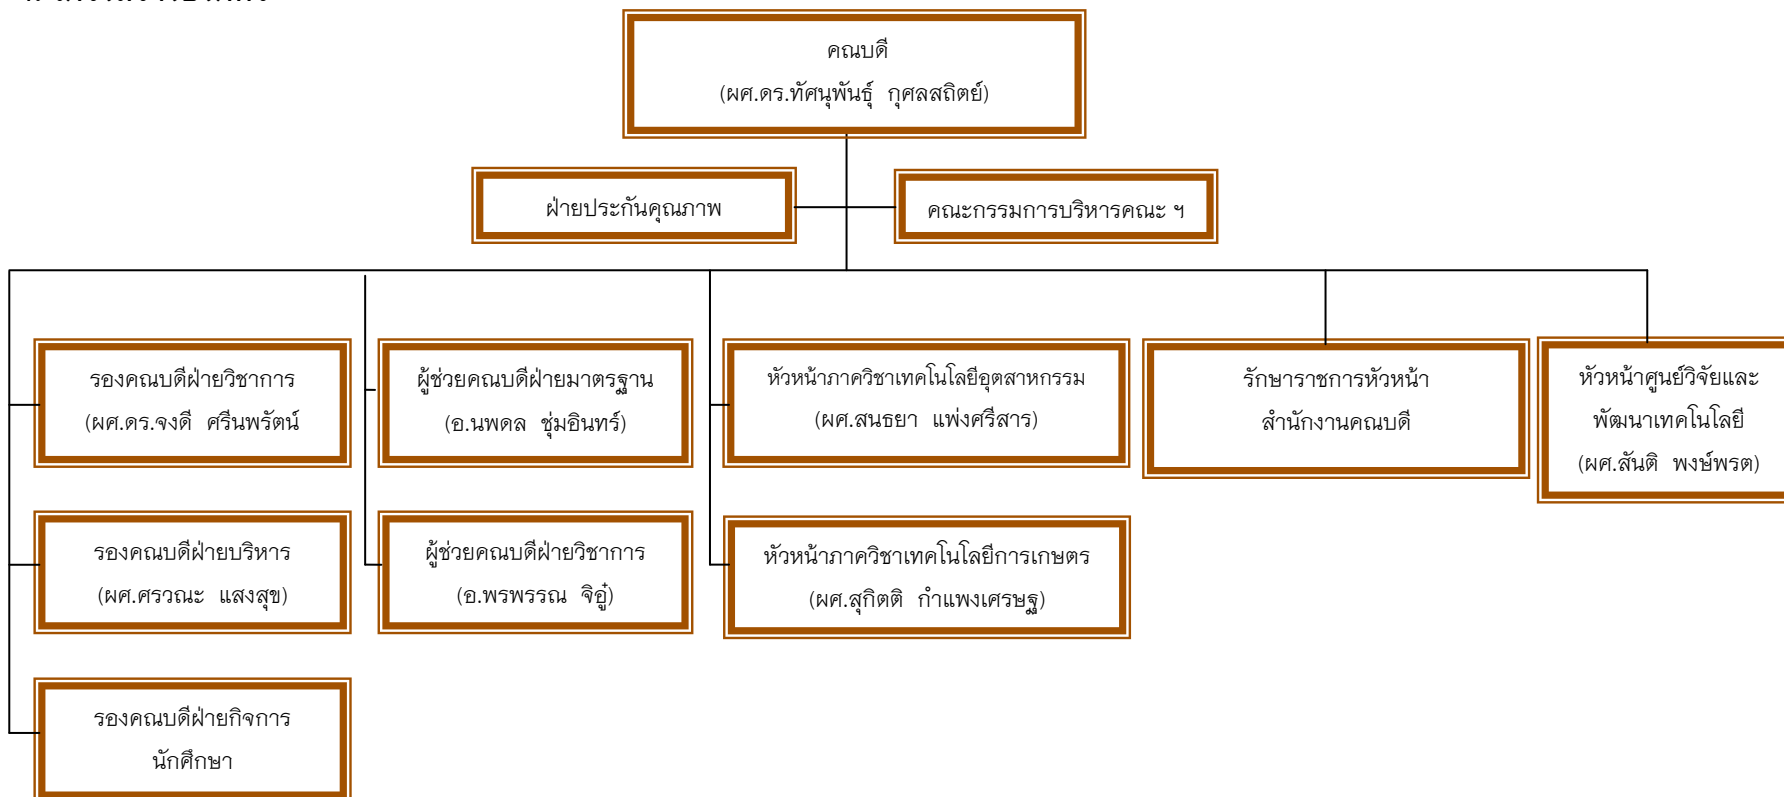 คณบดี
(ผศ.ดร.ทัศนุพันธุ์ กุศลสถิตย์)
ฝ่ายประกันคุณภาพ
คณะกรรมการบริหารคณะ ฯ
รองคณบดีฝ่ายวิชาการ
(ผศ.ดร.จงดี ศรีนพรัตน์
ผู้ช่วยคณบดีฝ่ายมาตรฐาน
(อ.นพดล ชุ่มอินทร์)
หัวหน้าภาควิชาเทคโนโลยีอุตสาหกรรม
(ผศ.สนธยา แพ่งศรีสาร)
รักษาราชการหัวหน้า
สำนักงานคณบดี
หัวหน้าศูนย์วิจัยและ
พัฒนาเทคโนโลยี
(ผศ.สันติ พงษ์พรต)
รองคณบดีฝ่ายบริหาร
(ผศ.ศรวณะ แสงสุข)
ผู้ช่วยคณบดีฝ่ายวิชาการ
(อ.พรพรรณ จิอู๋)
หัวหน้าภาควิชาเทคโนโลยีการเกษตร
(ผศ.สุกิตติ กำแพงเศรษฐ)
รองคณบดีฝ่ายกิจการ
นักศึกษา